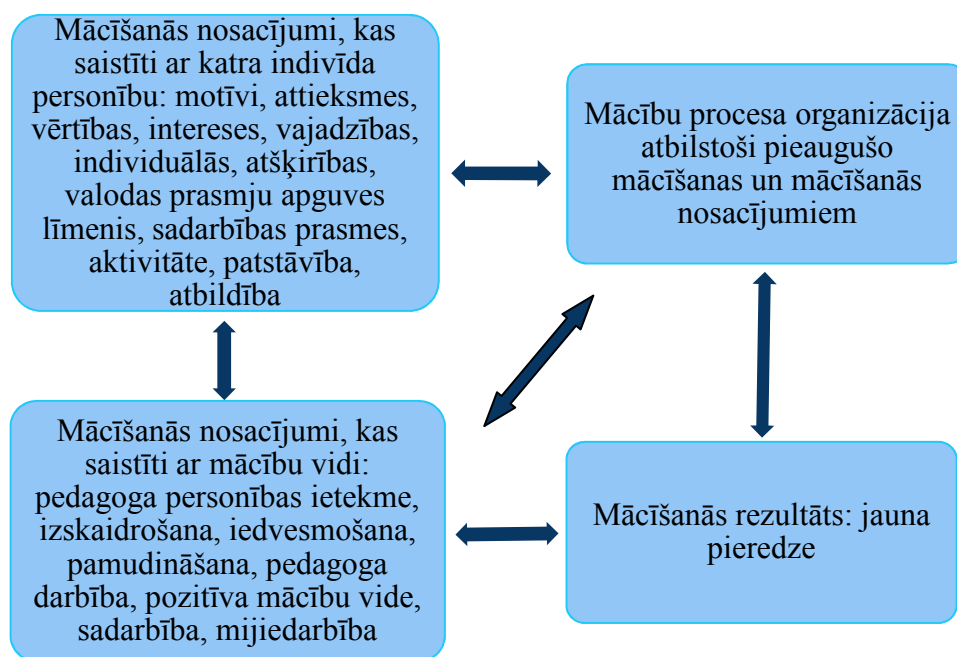 Mācīšanās nosacījumi, kas
saistīti ar katra indivīda
personību: motīvi, attieksmes,
vērtības, intereses, vajadzības,
individuālās, atšķirības,
valodas prasmju apguves
līmenis, sadarbības prasmes,
aktivitāte, patstāvība,
atbildība
Mācību procesa organizācija
atbilstoši pieaugušo
mācīšanas un mācīšanās
nosacījumiem
Mācīšanās nosacījumi, kas
saistīti ar mācību vidi:
pedagoga personības ietekme,
izskaidrošana, iedvesmošana,
pamudināšana, pedagoga
darbība, pozitīva mācību vide,
sadarbība, mijiedarbība
Mācīšanās rezultāts: jauna
pieredze